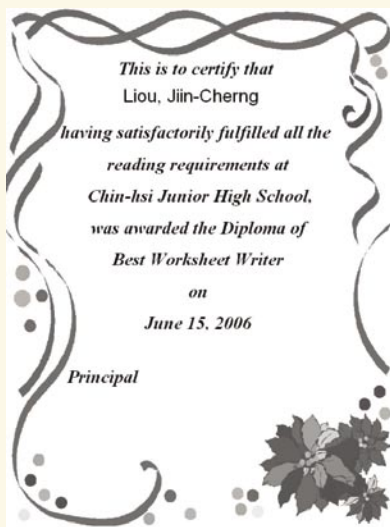 This is to certify that
Liou, Jiin-Cherng
having satisfactorily fulfilled all the
reading requirements at
Chin-hsi Junior High School,
was awarded the Diploma of
Best Worksheet Writer
on
June 15, 2006
Principal